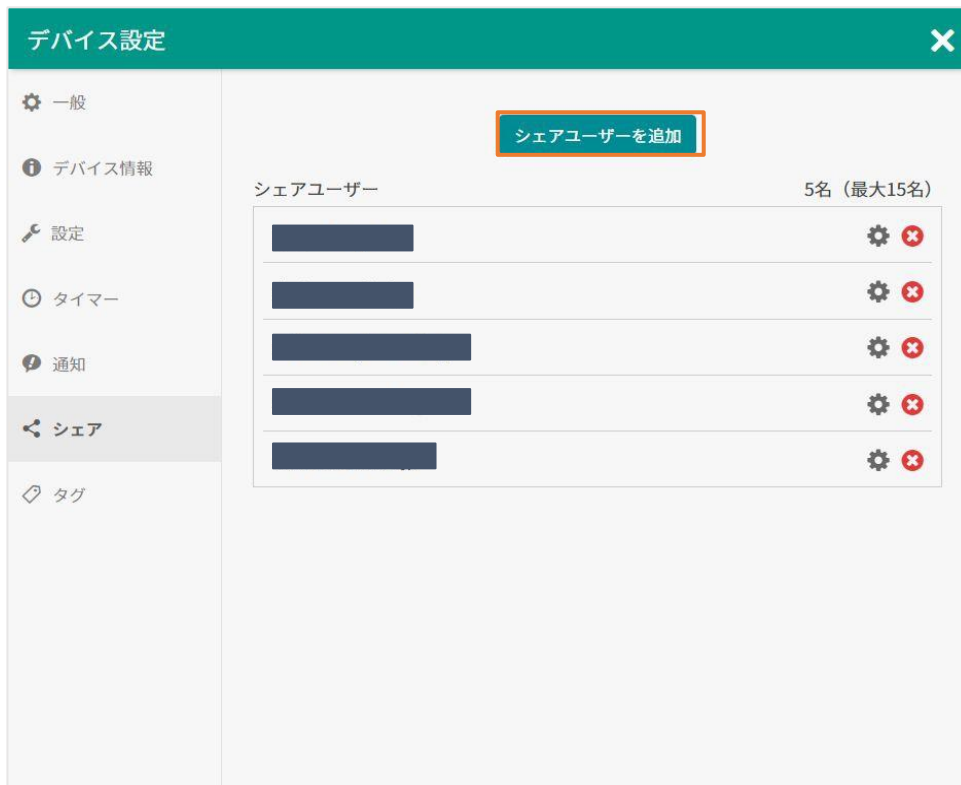 デバイス設定
一般
デバイス情報
設定
タイマー
通知
シェア
タグ
シェアユーザーを追加
シェアユーザー
5名（最大15名）